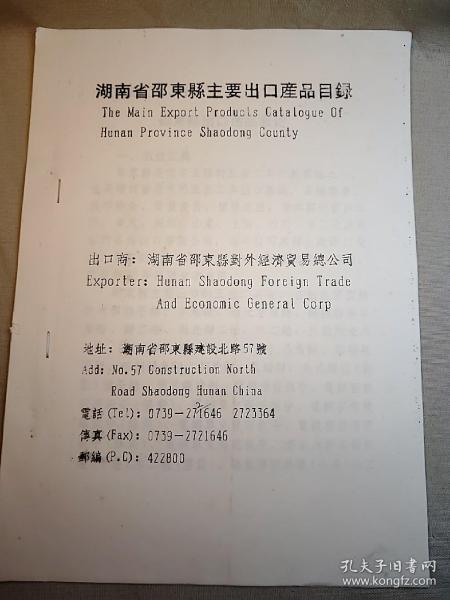 湖南省邵東縣主要出口産品目録
The Main Export Products Catalogue Of
Hunan Province Shaodong County
出口商: 湖南省邵東縣對外經濟貿易總公司
Exporter: Hunan Shaodong Foreign Trade
And Economic General Corp
地址: 湖南省邵東縣建設北路57號
Add: No.57 Construction North
Road Shaodong Hunan China
電話(Tel): 0739-271646 2723364
2
傳真(Fax): 0739-2721646
郵編(P.C): 422800
孔夫子旧书网
www.kongfz.com